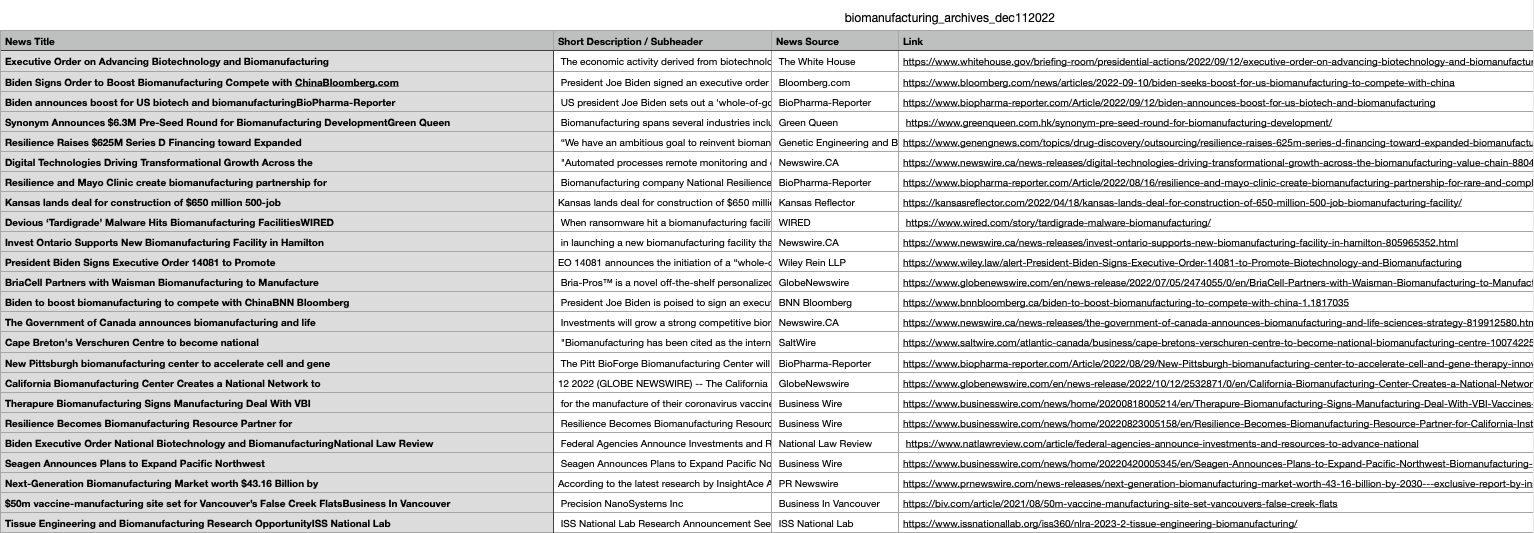 biomanufacturing_archives_dec112022
News Title Short Description / Subheader News Source Link
Executive Order on Advancing Biotechnology and Biomanufacturing The economic activity derived from biotechnolo The White House https://www.whitehouse.gov/briefing-room/presidential-actions/2022/09/12/executive-order-on-advancing-biotechnology-and-biomanufactur
Biden Signs Order to Boost Biomanufacturing Compete with ChinaBloomberg.com President Joe Biden signed an executive order Bloomberg.com https://www.bloomberg.com/news/articles/2022-09-10/biden-seeks-boost-for-us-biomanufacturing-to-compete-with-china
Biden announces boost for US biotech and biomanufacturingBioPharma-Reporter US president Joe Biden sets out a 'whole-of-go BioPharma-Reporter https://www.biopharma-reporter.com/Article/2022/09/12/biden-announces-boost-for-us-biotech-and-biomanufacturing
Synonym Announces $6.3M Pre-Seed Round for Biomanufacturing DevelopmentGreen Queen Biomanufacturing spans several industries inclu Green Queen https://www.greenqueen.com.hk/synonym-pre-seed-round-for-biomanufacturing-development/
Resilience Raises $625M Series D Financing toward Expanded “We have an ambitious goal to reinvent bioman Genetic Engineering and B https://www.genengnews.com/topics/drug-discovery/outsourcing/resilience-raises-625m-series-d-financing-toward-expanded-biomanufactu
Digital Technologies Driving Transformational Growth Across the "Automated processes remote monitoring and Newswire.CA https://www.newswire.ca/news-releases/digital-technologies-driving-transformational-growth-across-the-biomanufacturing-value-chain-8804
Resilience and Mayo Clinic create biomanufacturing partnership for Biomanufacturing company National Resilience BioPharma-Reporter https://www.biopharma-reporter.com/Article/2022/08/16/resilience-and-mayo-clinic-create-biomanufacturing-partnership-for-rare-and-compl
Kansas lands deal for construction of $650 million 500-job Kansas lands deal for construction of $650 milli Kansas Reflector https://kansasreflector.com/2022/04/18/kansas-lands-deal-for-construction-of-650-million-500-job-biomanufacturing-facility/
Devious ‘Tardigrade’ Malware Hits Biomanufacturing FacilitiesWIRED When ransomware hit a biomanufacturing facili WIRED https://www.wired.com/story/tardigrade-malware-biomanufacturing/
Invest Ontario Supports New Biomanufacturing Facility in Hamilton in launching a new biomanufacturing facility tha Newswire.CA https://www.newswire.ca/news-releases/invest-ontario-supports-new-biomanufacturing-facility-in-hamilton-805965352.html
President Biden Signs Executive Order 14081 to Promote EO 14081 announces the initiation of a “whole-o Wiley Rein LLP https://www.wiley.law/alert-President-Biden-Signs-Executive-Order-14081-to-Promote-Biotechnology-and-Biomanufacturing
BriaCell Partners with Waisman Biomanufacturing to Manufacture Bria-Pros™ is a novel off-the-shelf personalized GlobeNewswire https://www.globenewswire.com/en/news-release/2022/07/05/2474055/0/en/BriaCell-Partners-with-Waisman-Biomanufacturing-to-Manufact
Biden to boost biomanufacturing to compete with ChinaBNN Bloomberg President Joe Biden is poised to sign an execut BNN Bloomberg https://www.bnnbloomberg.ca/biden-to-boost-biomanufacturing-to-compete-with-china-1.1817035
The Government of Canada announces biomanufacturing and life Investments will grow a strong competitive bior Newswire.CA https://www.newswire.ca/news-releases/the-government-of-canada-announces-biomanufacturing-and-life-sciences-strategy-819912580.htm
Cape Breton's Verschuren Centre to become national "Biomanufacturing has been cited as the intern SaltWire https://www.saltwire.com/atlantic-canada/business/cape-bretons-verschuren-centre-to-become-national-biomanufacturing-centre-10074225
New Pittsburgh biomanufacturing center to accelerate cell and gene The Pitt BioForge Biomanufacturing Center will BioPharma-Reporter https://www.biopharma-reporter.com/Article/2022/08/29/New-Pittsburgh-biomanufacturing-center-to-accelerate-cell-and-gene-therapy-innov
California Biomanufacturing Center Creates a National Network to 12 2022 (GLOBE NEWSWIRE) -- The California GlobeNewswire https://www.globenewswire.com/en/news-release/2022/10/12/2532871/0/en/California-Biomanufacturing-Center-Creates-a-National-Networ
Therapure Biomanufacturing Signs Manufacturing Deal With VBI for the manufacture of their coronavirus vaccine Business Wire https://www.businesswire.com/news/home/20200818005214/en/Therapure-Biomanufacturing-Signs-Manufacturing-Deal-With-VBI-Vaccines-
Resilience Becomes Biomanufacturing Resource Partner for Resilience Becomes Biomanufacturing Resourc Business Wire https://www.businesswire.com/news/home/20220823005158/en/Resilience-Becomes-Biomanufacturing-Resource-Partner-for-California-Inst
Biden Executive Order National Biotechnology and BiomanufacturingNational Law Review Federal Agencies Announce Investments and R National Law Review https://www.natlawreview.com/article/federal-agencies-announce-investments-and-resources-to-advance-national
Seagen Announces Plans to Expand Pacific Northwest Seagen Announces Plans to Expand Pacific No Business Wire https://www.businesswire.com/news/home/20220420005345/en/Seagen-Announces-Plans-to-Expand-Pacific-Northwest-Biomanufacturing-
Next-Generation Biomanufacturing Market worth $43.16 Billion by According to the latest research by InsightAce A PR Newswire https://www.prnewswire.com/news-releases/next-generation-biomanufacturing-market-worth-43-16-billion-by-2030---exclusive-report-by-in
$50m vaccine-manufacturing site set for Vancouver’s False Creek FlatsBusiness In Vancouver Precision NanoSystems Inc Business In Vancouver https://biv.com/article/2021/08/50m-vaccine-manufacturing-site-set-vancouvers-false-creek-flats
Tissue Engineering and Biomanufacturing Research OpportunityISS National Lab ISS National Lab Research Announcement See ISS National Lab https://www.issnationallab.org/iss360/nlra-2023-2-tissue-engineering-biomanufacturing/